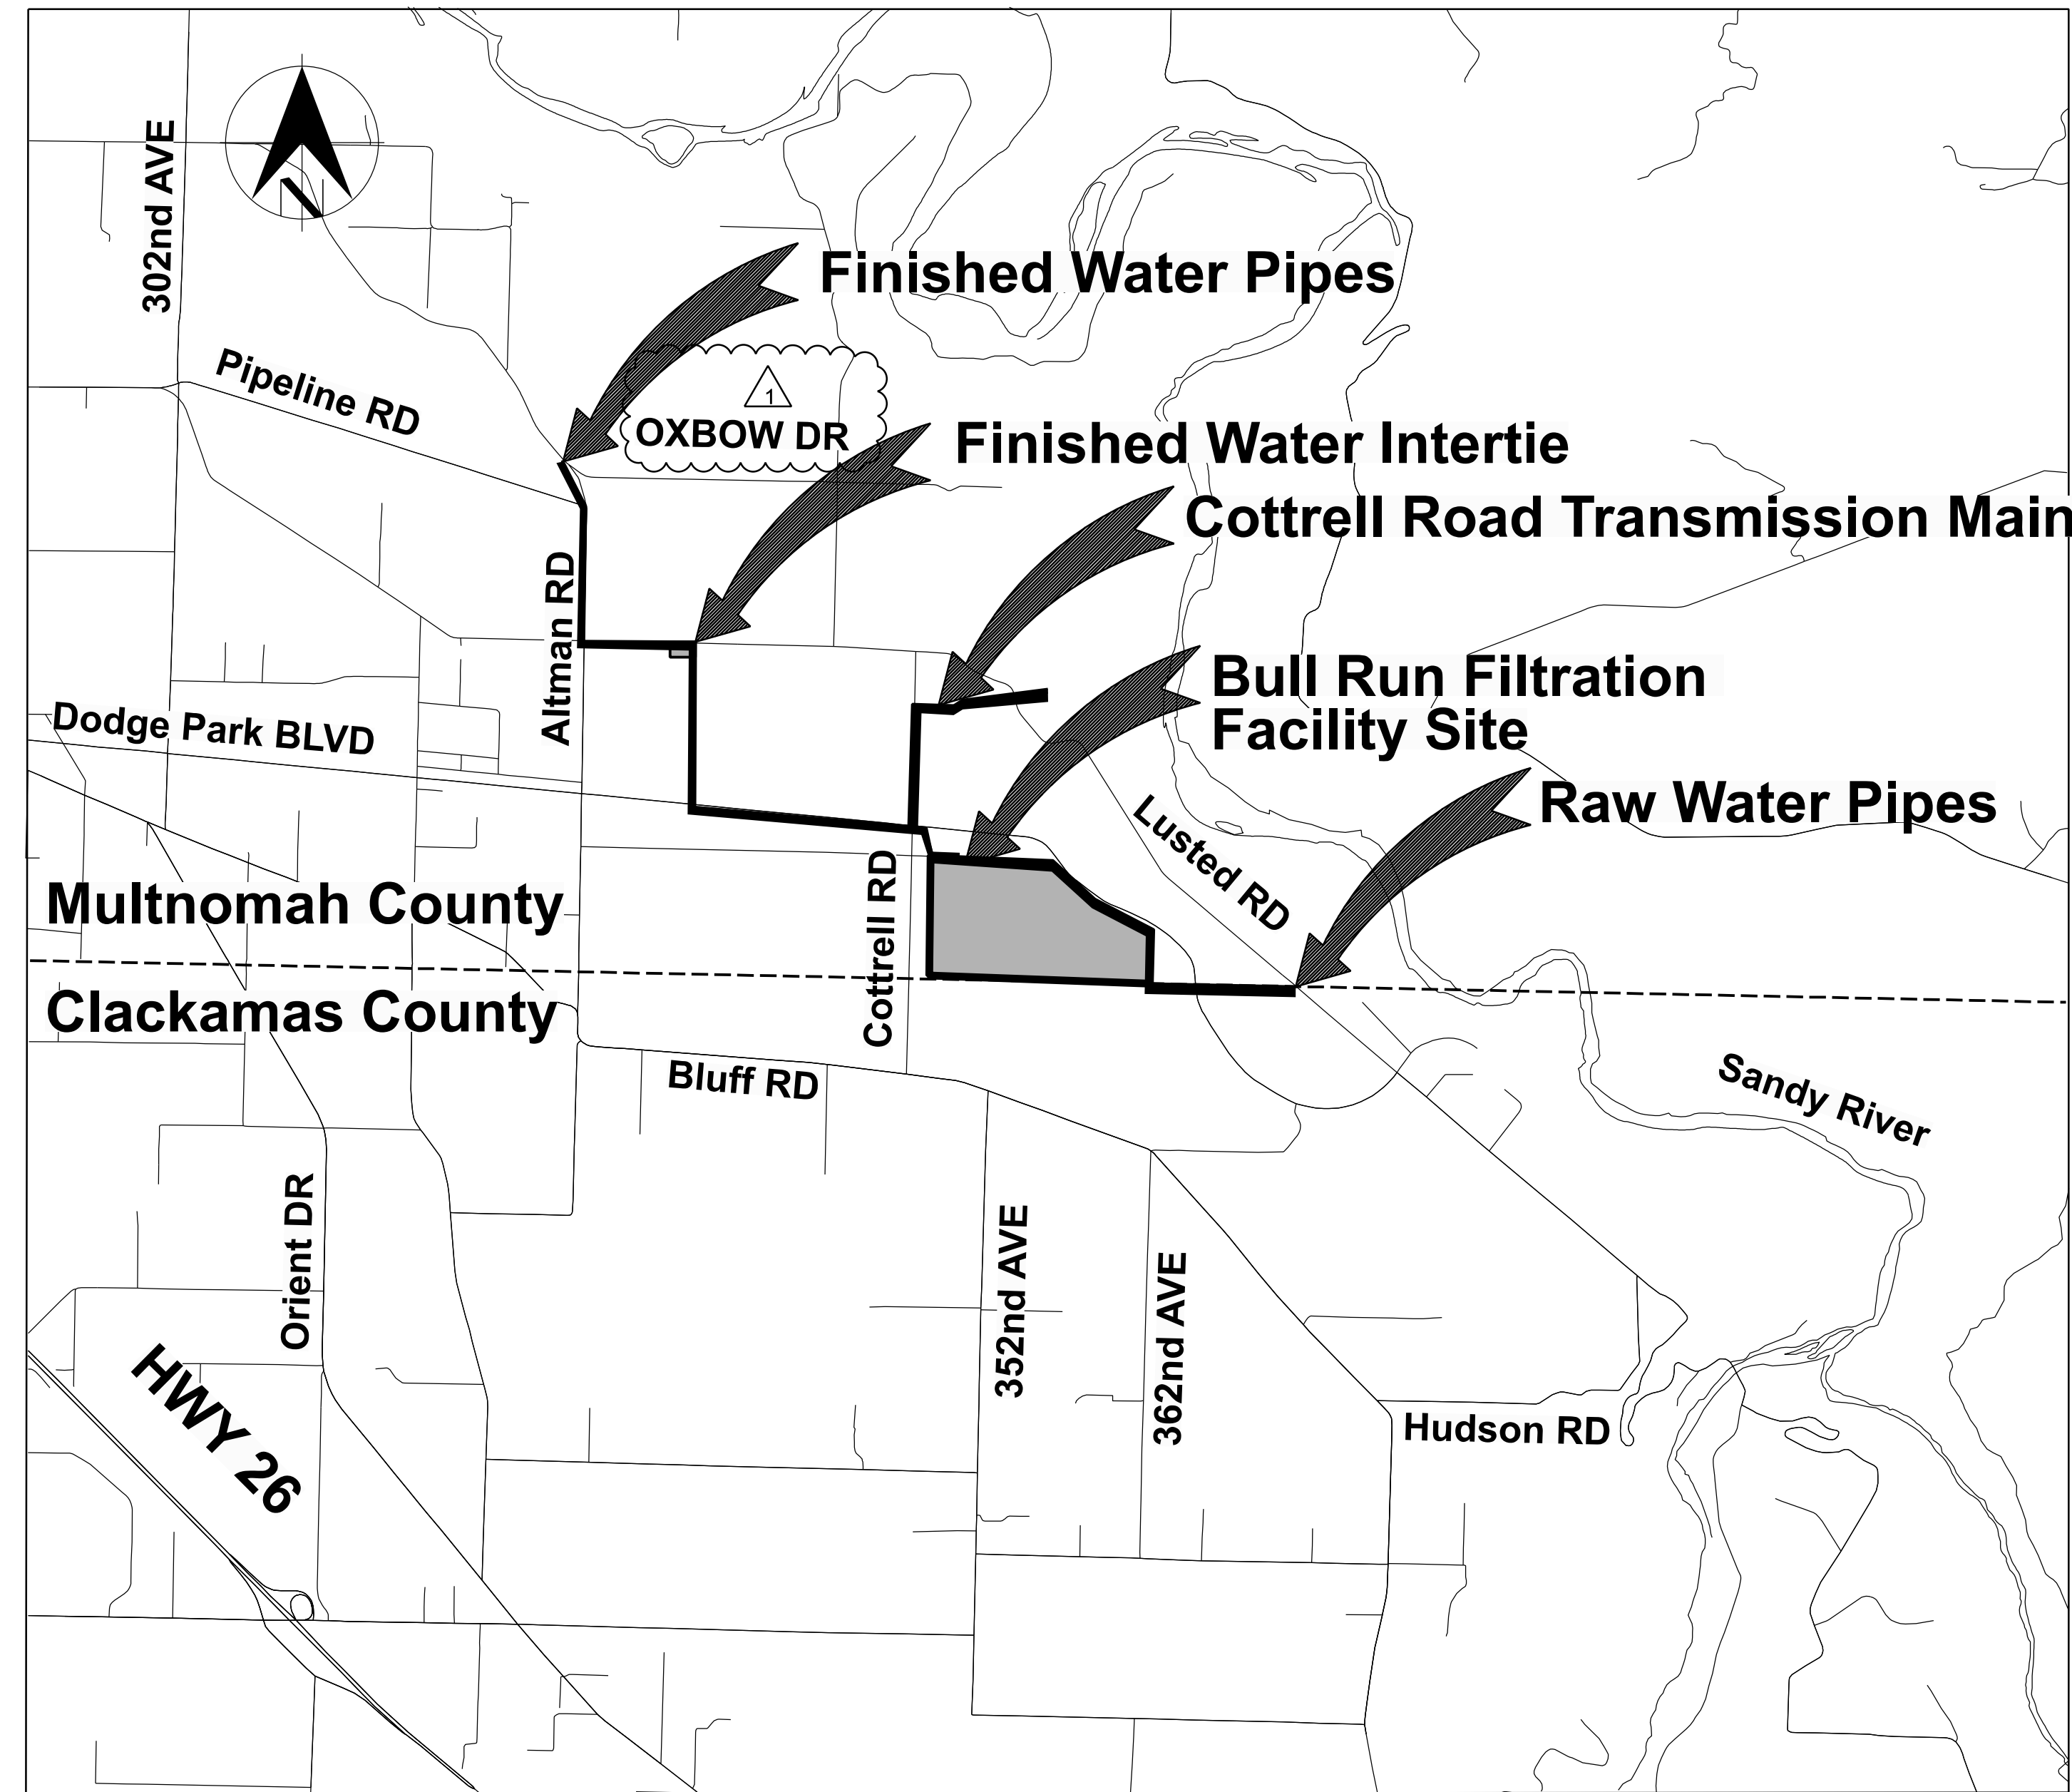 302nd AVE
N
Finished Water Pipes
Pipeline RD
1
OXBOW DR
Finished Water Intertie
Cottrell Road Transmission Main
Altman RD
Bull Run Filtration
Facility Site
Dodge Park BLVD
Raw Water Pipes
Lusted RD
Multnomah County
Cottrell RD
Clackamas County
Bluff RD
Sandy River
Orient DR
352nd AVE
362nd AVE
HWY 26
Hudson RD